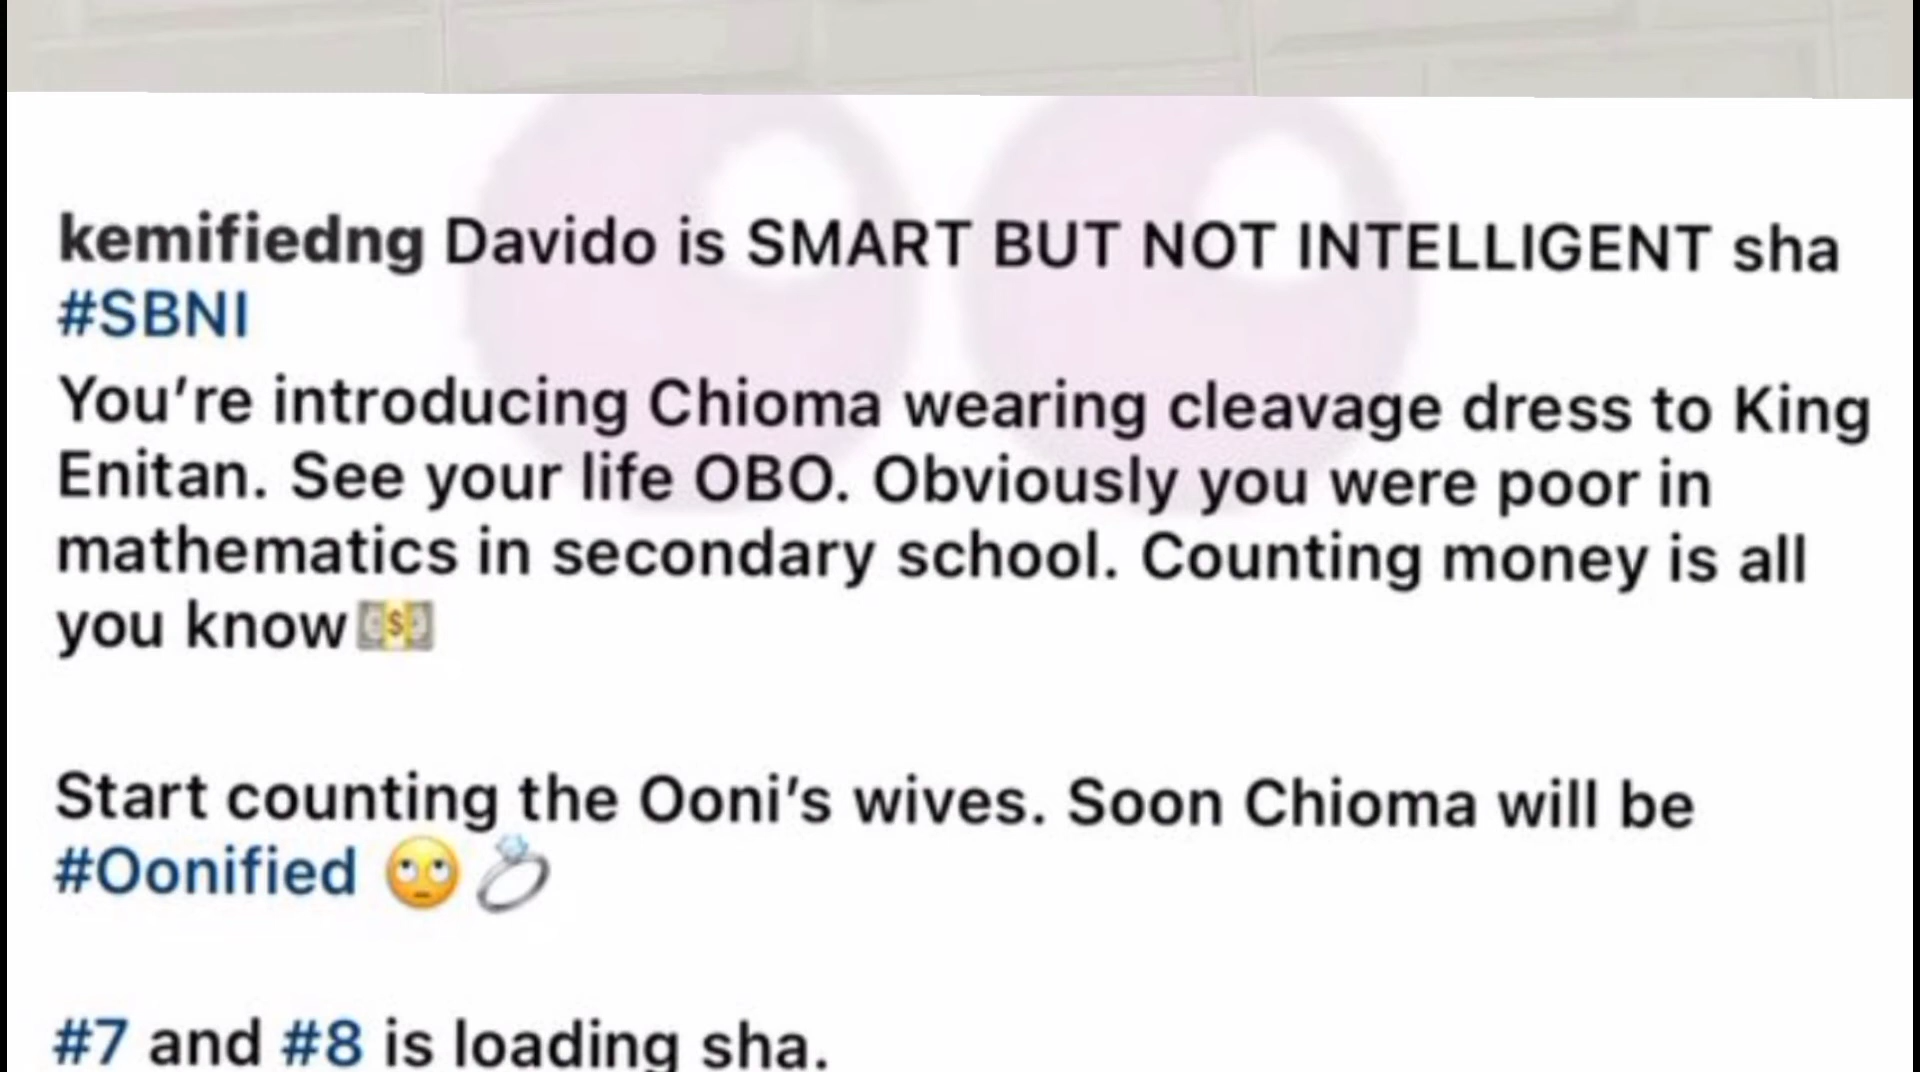 kemifiedng Davido is SMART BUT NOT INTELLIGENT sha
#SBNI
You’re introducing Chioma wearing cleavage dress to King
Enitan. See your life OBO. Obviously you were poor in
mathematics in secondary school. Counting money is all
you know💵
Start counting the Ooni’s wives. Soon Chioma will be
#Oonified 🙄💍
#7 and #8 is loading sha.